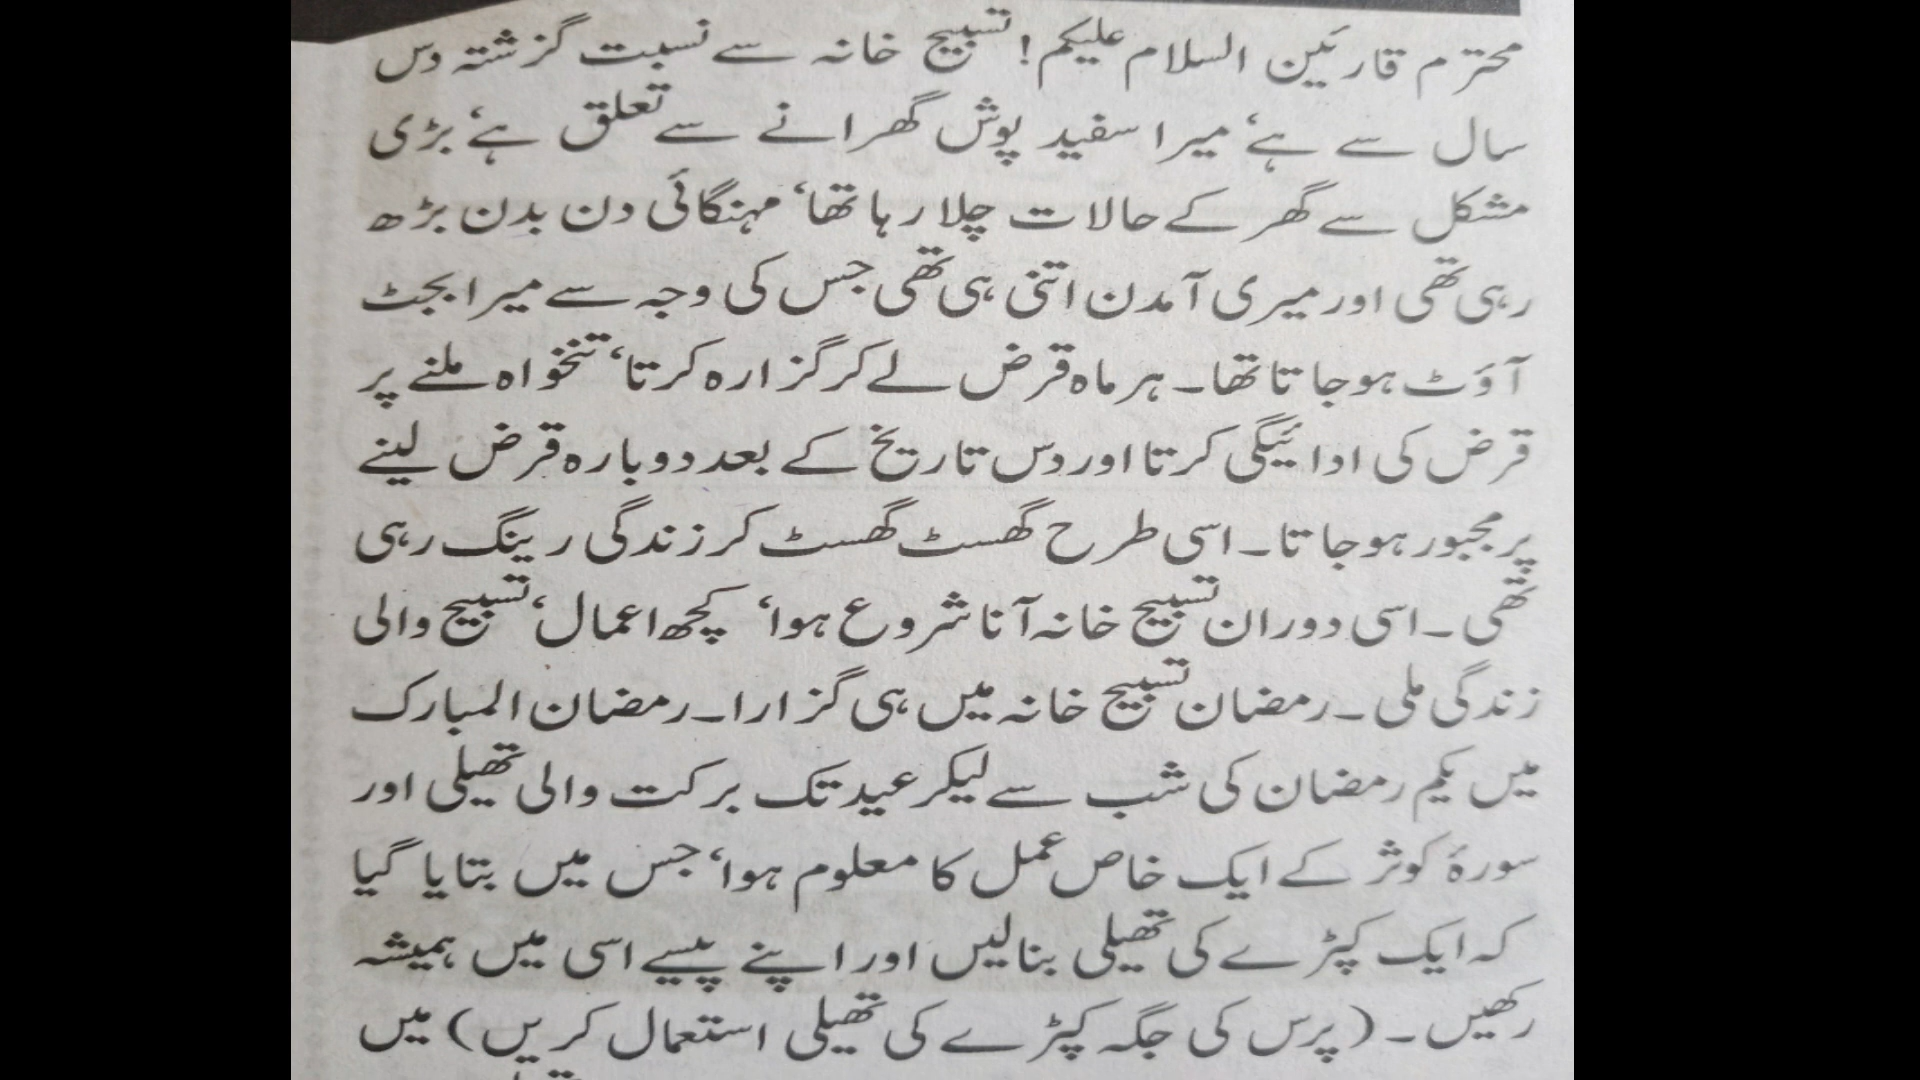 محترم قارئین السلام علیکم! تسبیح خانہ سے نسبت گزشتہ دس
سال سے ہے‘ میرا سفید پوش گھرانے سے تعلق ہے‘ بڑی
مشکل سے گھر کے حالات چلا رہا تھا‘ مہنگائی دن بدن بڑھ
رہی تھی اور میری آمدن اتنی ہی تھی جس کی وجہ سے میرا بجٹ
آؤٹ ہوجاتا تھا۔ ہر ماہ قرض لے کر گزارہ کرتا‘ تنخواہ ملنے پر
قرض کی ادائیگی کرتا اور دس تاریخ کے بعد دوبارہ قرض لینے
پر مجبور ہوجاتا۔ اسی طرح گھسٹ گھسٹ کر زندگی رینگ رہی
تھی۔ اسی دوران تسبیح خانہ آنا شروع ہوا‘ کچھ اعمال‘ تسبیح والی
زندگی ملی۔ رمضان تسبیح خانہ میں ہی گزارا۔ رمضان المبارک
میں یکم رمضان کی شب سے لیکر عید تک برکت والی تھیلی اور
سورۂ کوثر کے ایک خاص عمل کا معلوم ہوا‘ جس میں بتایا گیا
کہ ایک کپڑے کی تھیلی بنالیں اور اپنے پیسے اسی میں ہمیشہ
رکھیں۔ (پرس کی جگہ کپڑے کی تھیلی استعمال کریں) میں